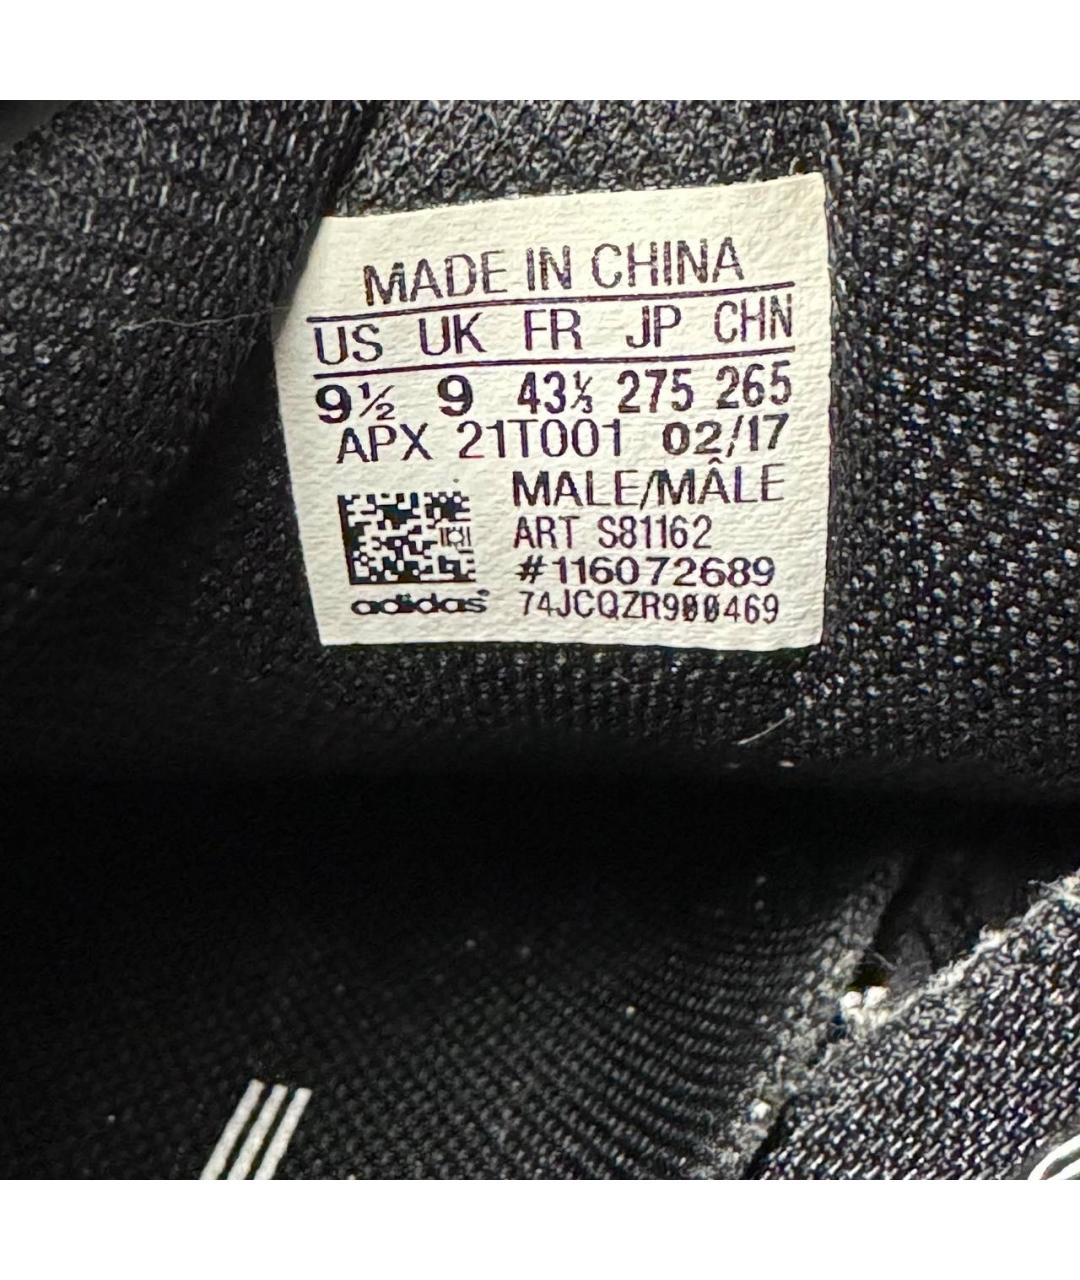 MADE IN CHINA
US UK FR JP CHN
9½ 9 43⅓ 275 265
APX 21T001 02/17
MALE/MÂLE
ART S81162
#116072689
adidas 74JCQZR900469